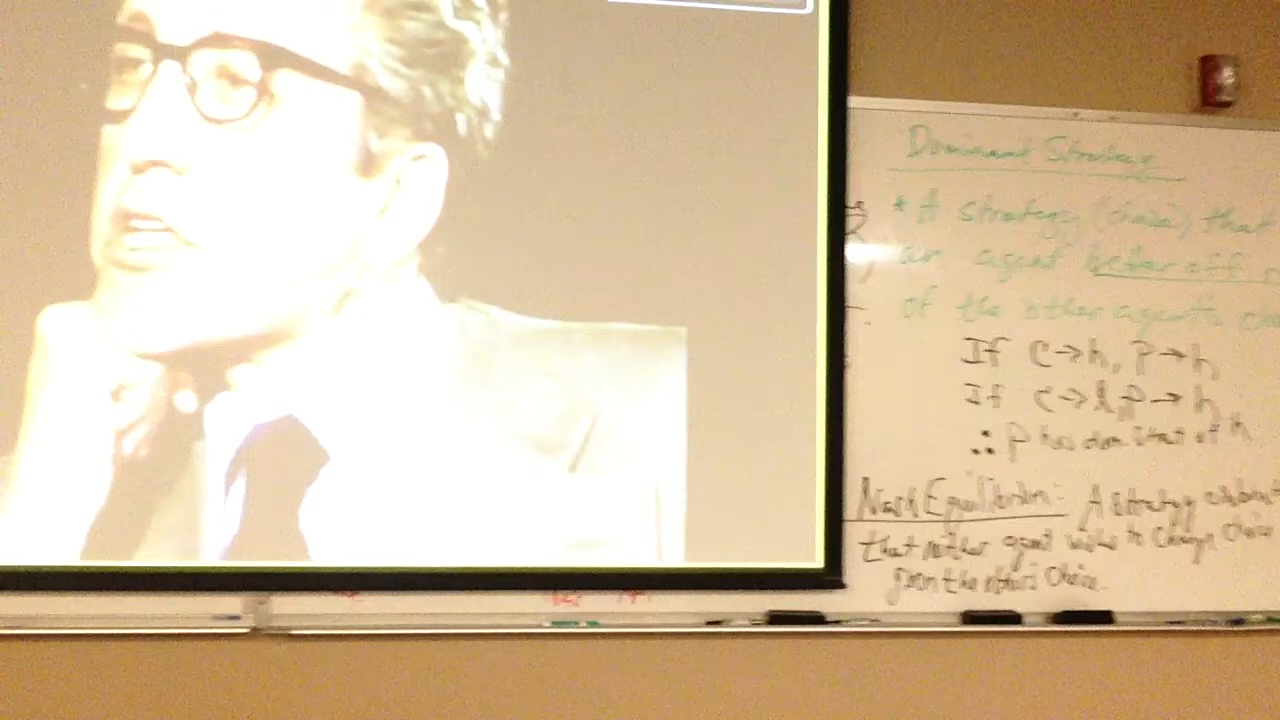 Dominant Strategy
* A strategy (choice) that
an agent better off
of the other agent's
If C→h, P→h
If C→l, P→h
∴ P has dom strat of h
Nash Equilibrium: A strategy
that neither agent wishes to change choice
given the other's choice.